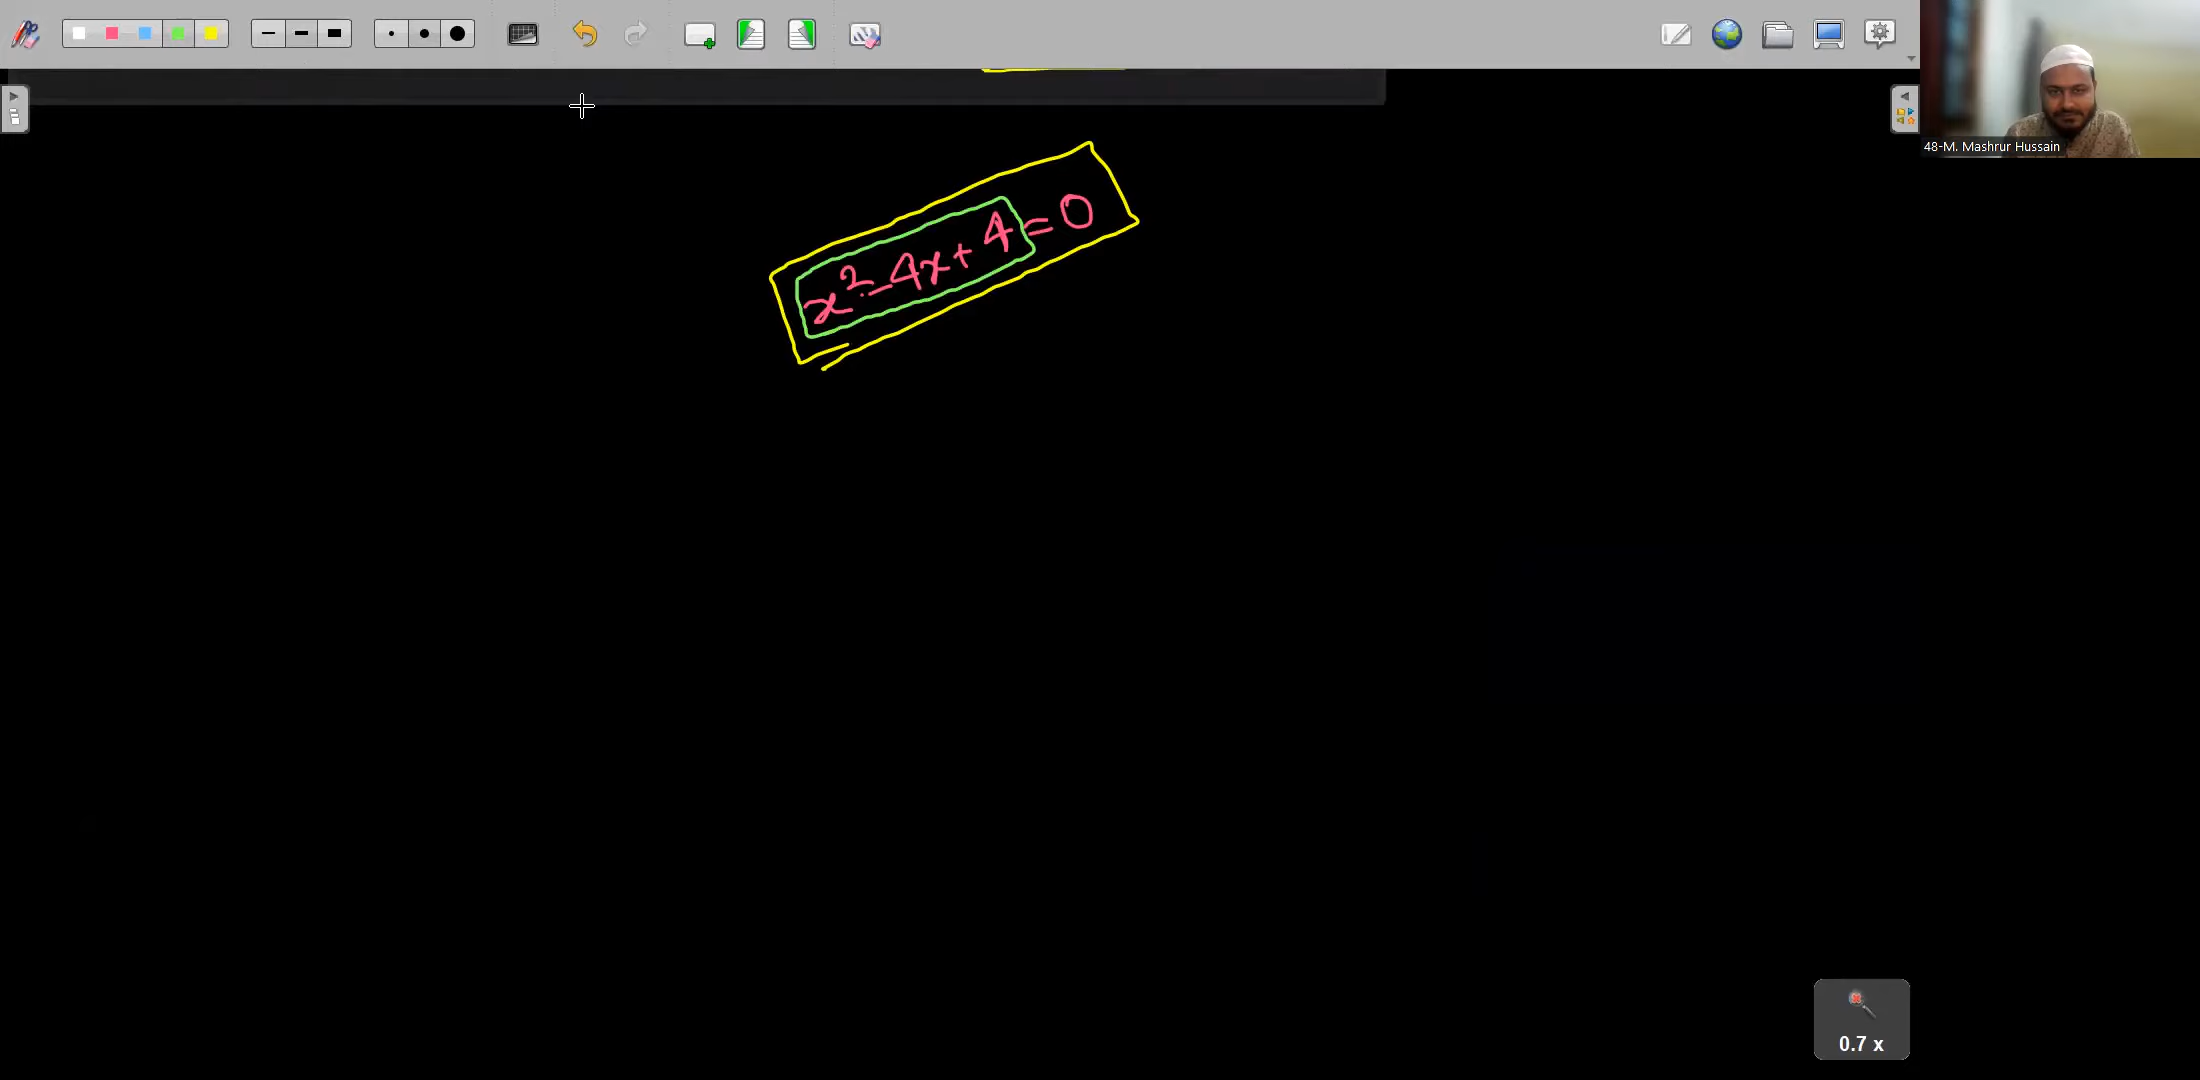 48-M. Mashrur Hussain
x² - 4x + 4 = 0
0.7 x